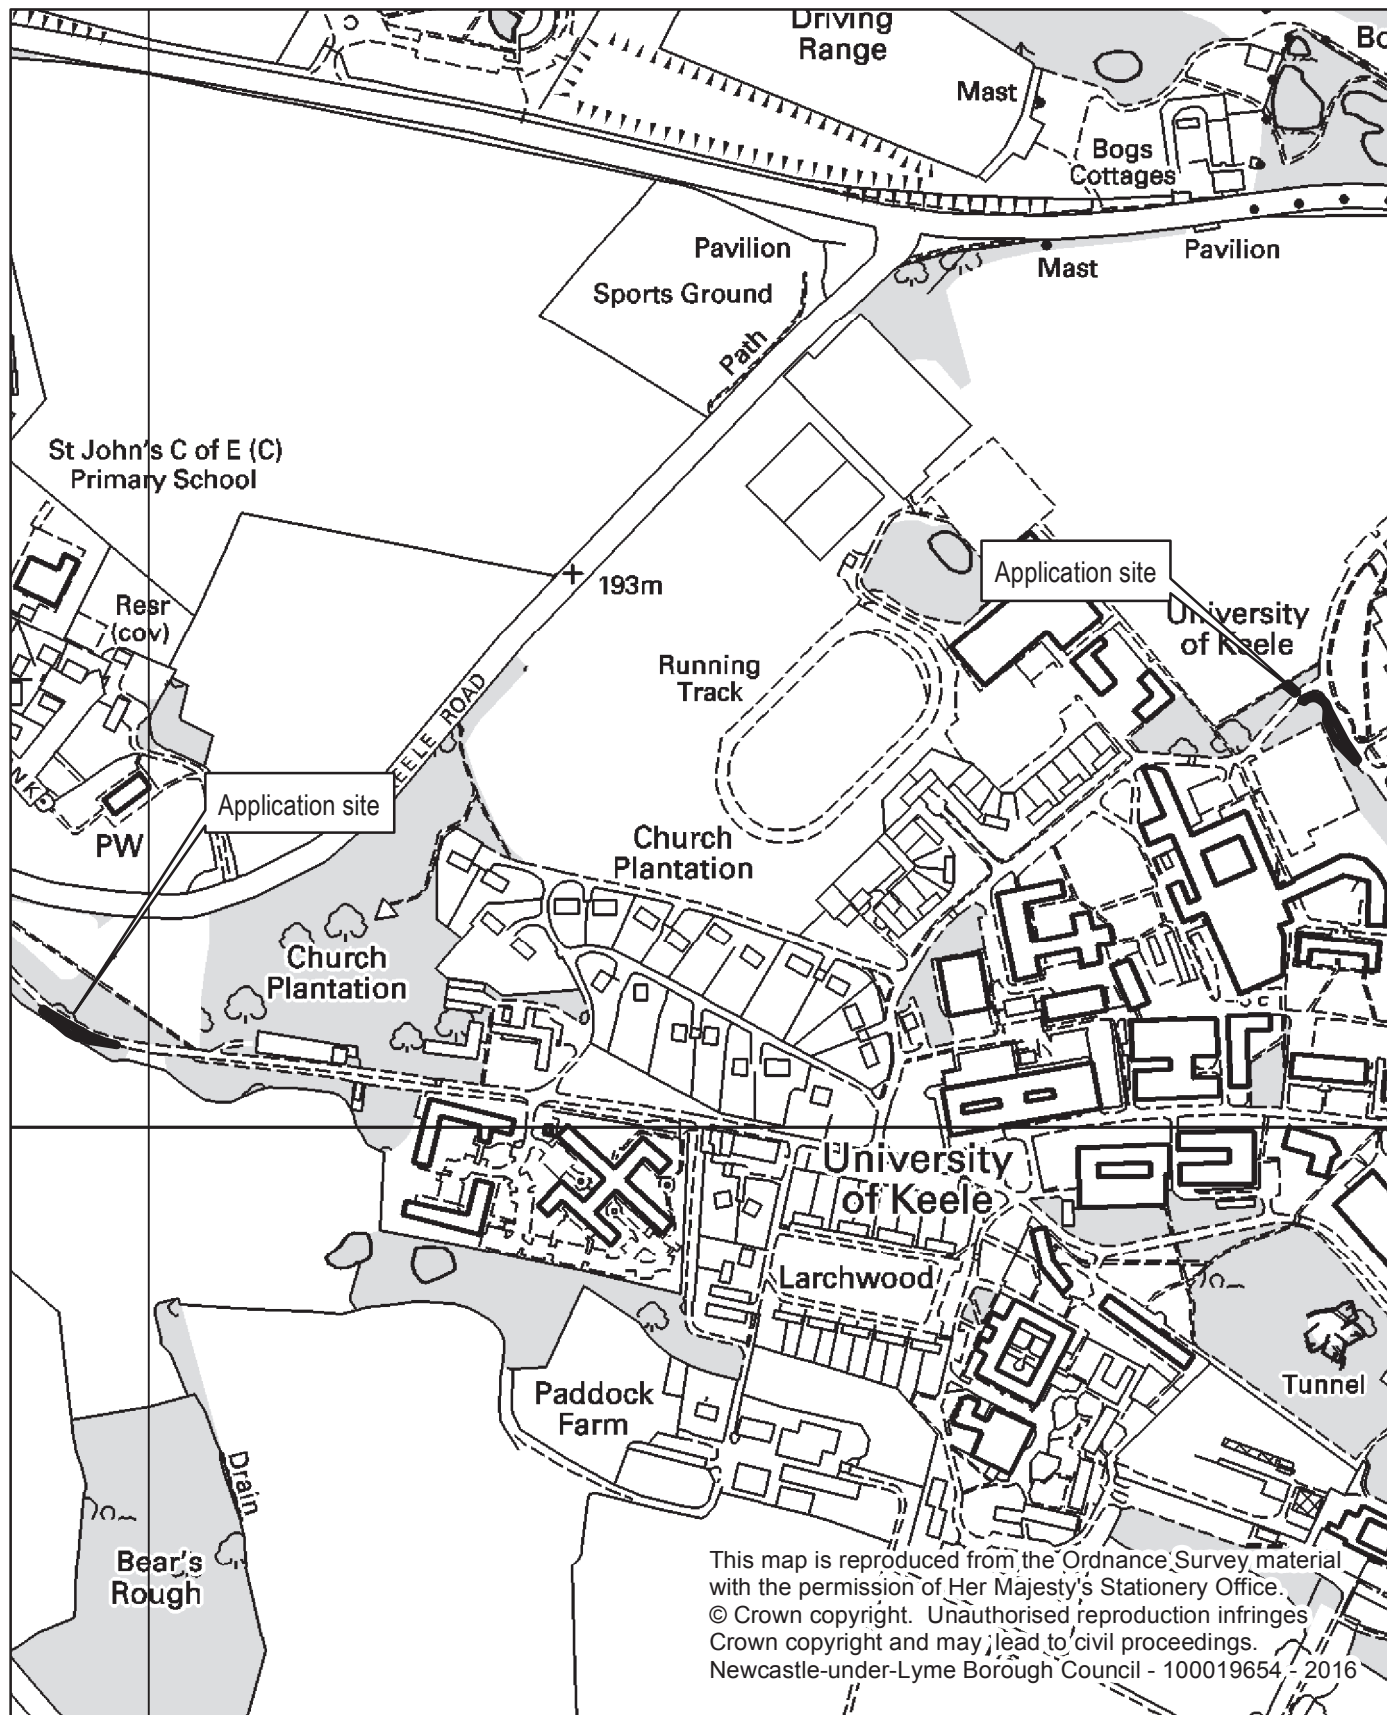 Driving
Range
Bo
Mast
Bogs
Cottages
Pavilion
Sports Ground
Path
Mast
Pavilion
St John's C of E (C)
Primary School
Application site
193m
Resr
(cov)
University
of Keele
Running
Track
EELE ROAD
Application site
PW
Church
Plantation
Church
Plantation
University
of Keele
Larchwood
Tunnel
Paddock
Farm
Drain
Bear's
Rough
This map is reproduced from the Ordnance Survey material
with the permission of Her Majesty's Stationery Office.
© Crown copyright. Unauthorised reproduction infringes
Crown copyright and may lead to civil proceedings.
Newcastle-under-Lyme Borough Council - 100019654 - 2016